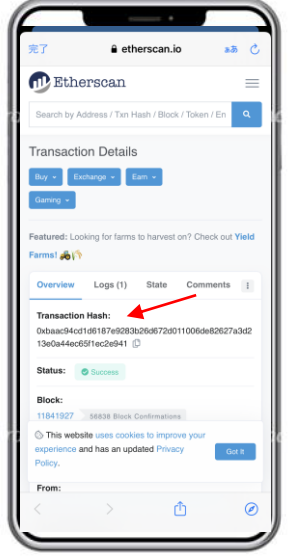 完了
etherscan.io
ぁあ
Etherscan
Search by Address / Txn Hash / Block / Token / En
Transaction Details
Buy
Exchange
Earn
Gaming
Featured: Looking for farms to harvest on? Check out Yield
Farms!
Overview
Logs (1)
State
Comments
Transaction Hash:
0xbaac94cd1d6187e9283b26d672d011006de82627a3d2
13e0a44ec65f1ec2e941
Status:
Success
Block:
11841927
56836 Block Confirmations
This website uses cookies to improve your
experience and has an updated Privacy
Policy.
Got It
From: